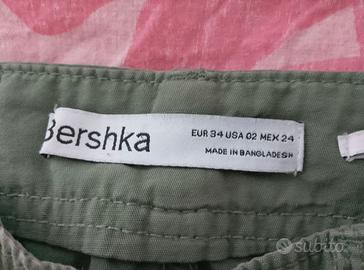 Bershka
EUR 34 USA 02 MEX 24
MADE IN BANGLADESH
subito